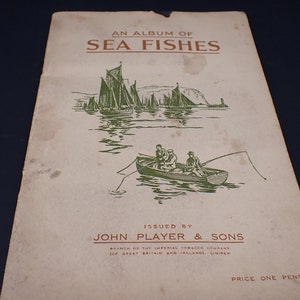 AN ALBUM OF
SEA FISHES
ISSUED BY
JOHN PLAYER & SONS
BRANCH OF THE IMPERIAL TOBACCO COMPANY
(OF GREAT BRITAIN AND IRELAND), LIMITED
PRICE ONE PENNY